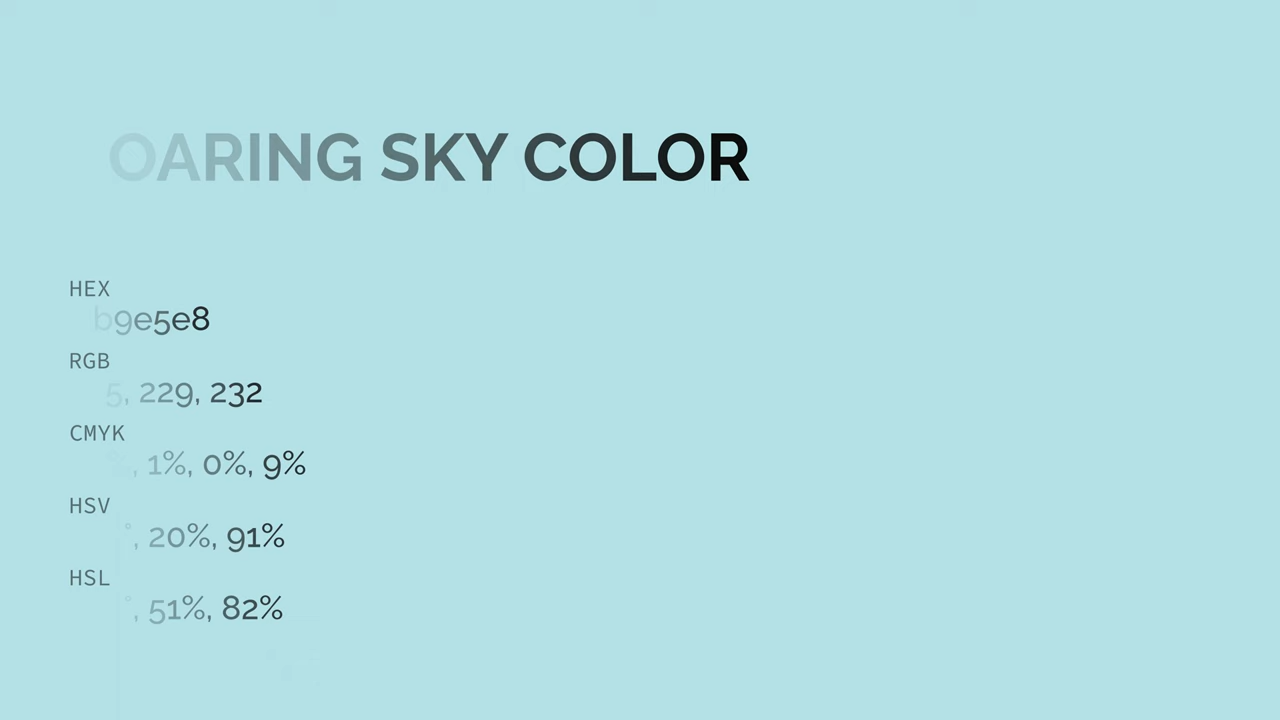 OARING SKY COLOR
HEX
b9e5e8
RGB
5, 229, 232
CMYK
%, 1%, 0%, 9%
HSV
°, 20%, 91%
HSL
°, 51%, 82%